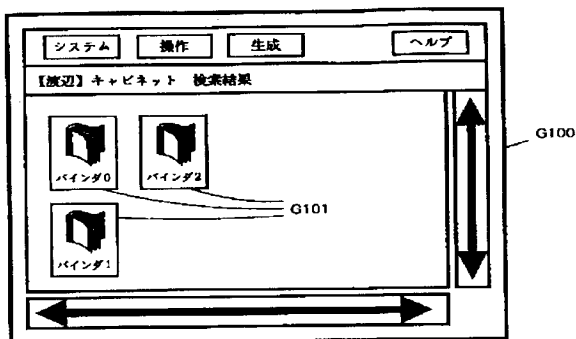 システム 操作 生成 ヘルプ
【渡辺】キャビネット 検索結果
G100
バインダ0 バインダ2
G101
バインダ1